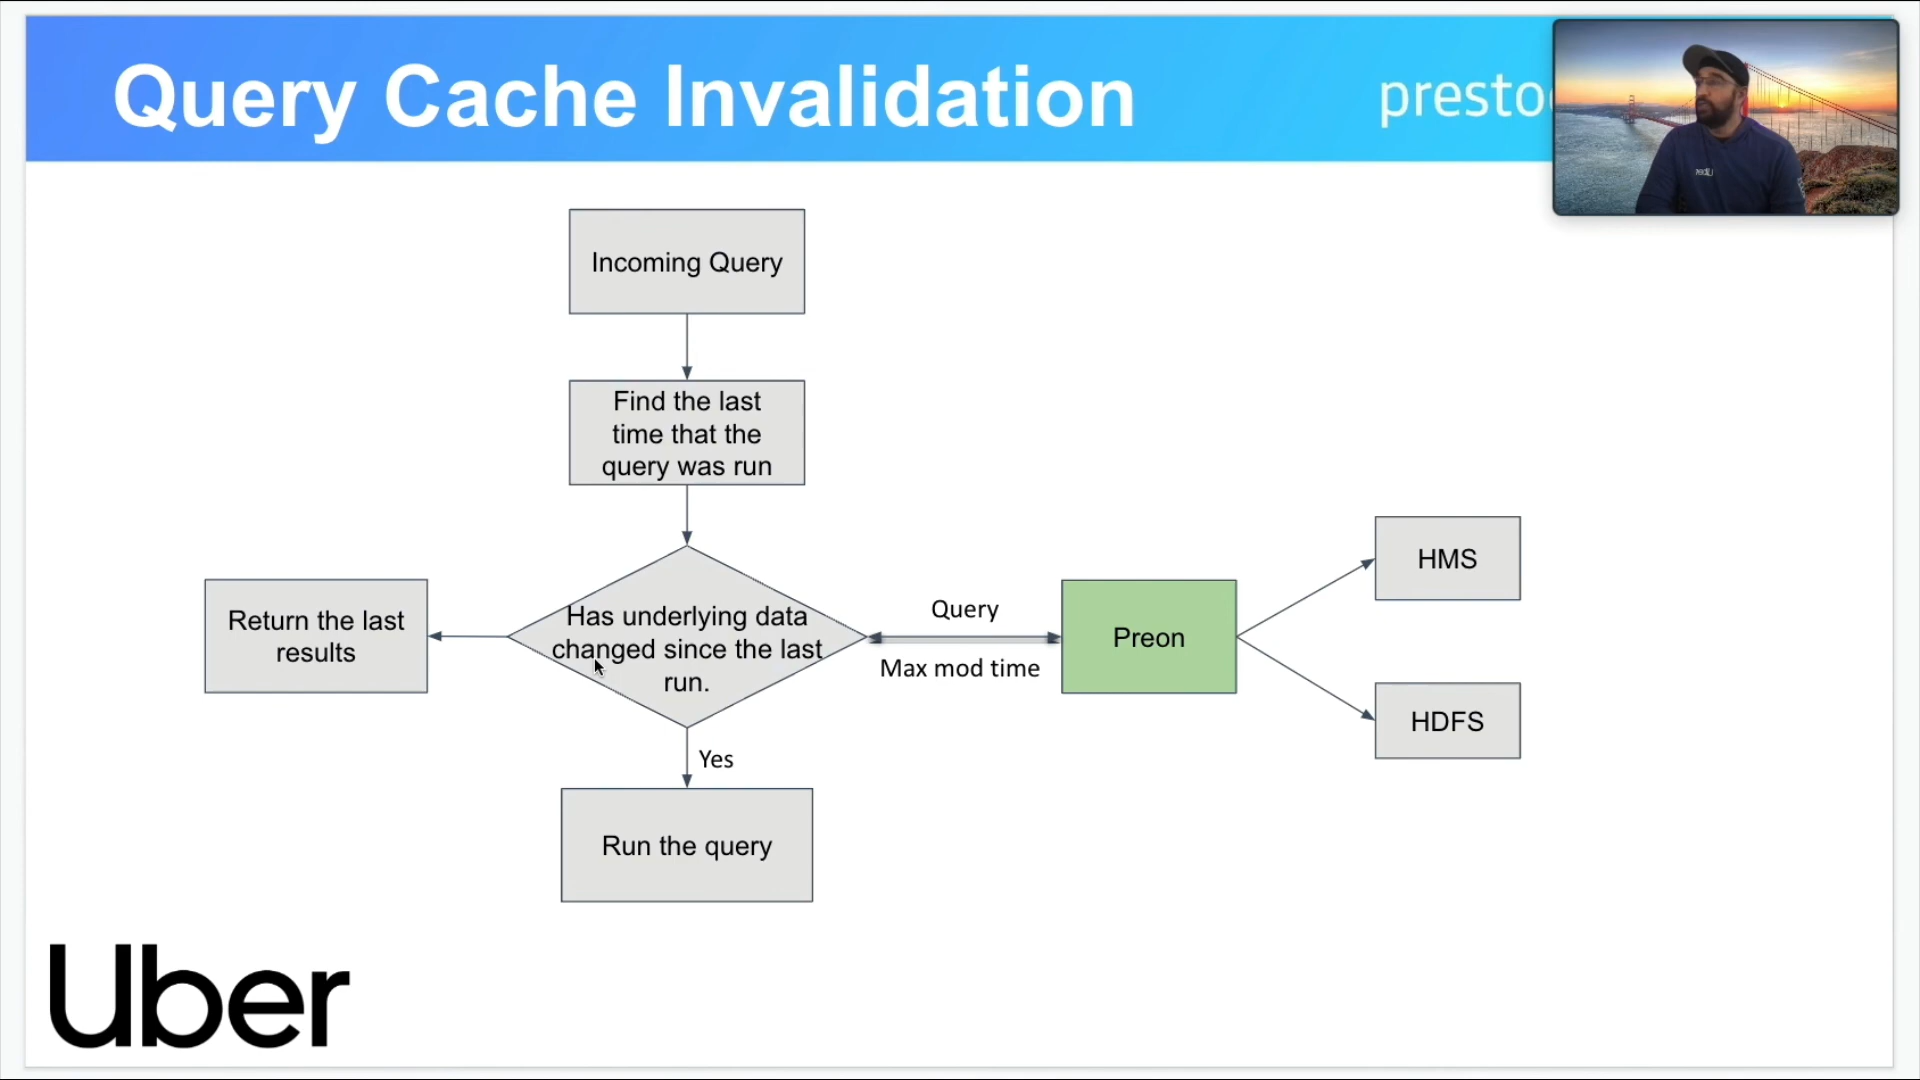 Query Cache Invalidation
presto
Incoming Query
Find the last
time that the
query was run
Has underlying data
changed since the last
run.
Return the last
results
Query
Max mod time
Preon
HMS
HDFS
Yes
Run the query
Uber